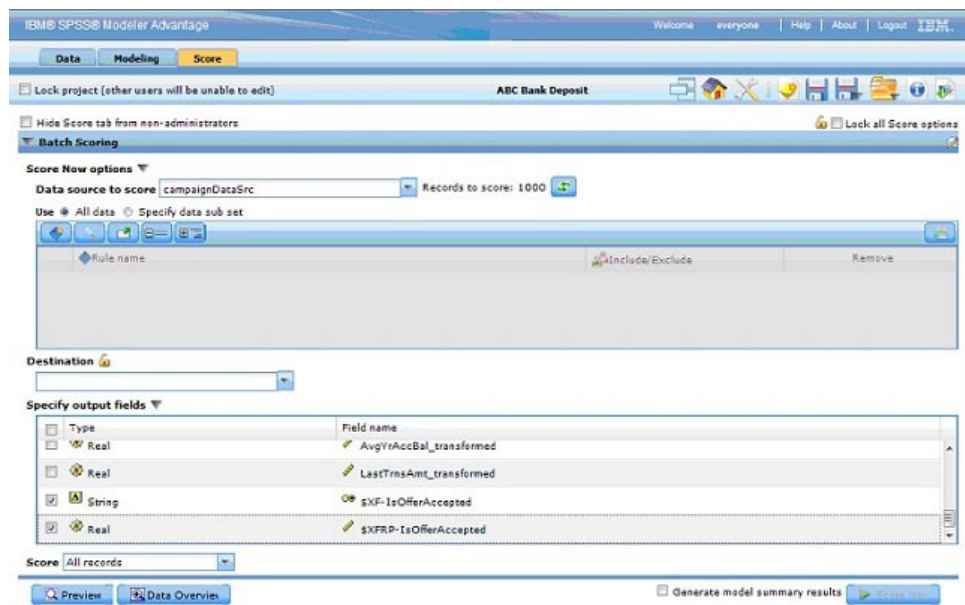 IBM® SPSS® Modeler Advantage Welcome everyone | Help | About | Logout IBM.
Data Modeling Score
Lock project (other users will be unable to edit) ABC Bank Deposit
Hide Score tab from non-administrators Lock all Score options
Batch Scoring
Score Now options
Data source to score campaignDataSrc Records to score: 1000
Use All data Specify data sub set
Rule name Include/Exclude Remove
Destination
Specify output fields
Type Field name
Real AvgYrAccBal_transformed
Real LastTrnsAmt_transformed
String $XF-IsOfferAccepted
Real $XFRP-IsOfferAccepted
Score All records
Preview Data Overview Generate model summary results Score